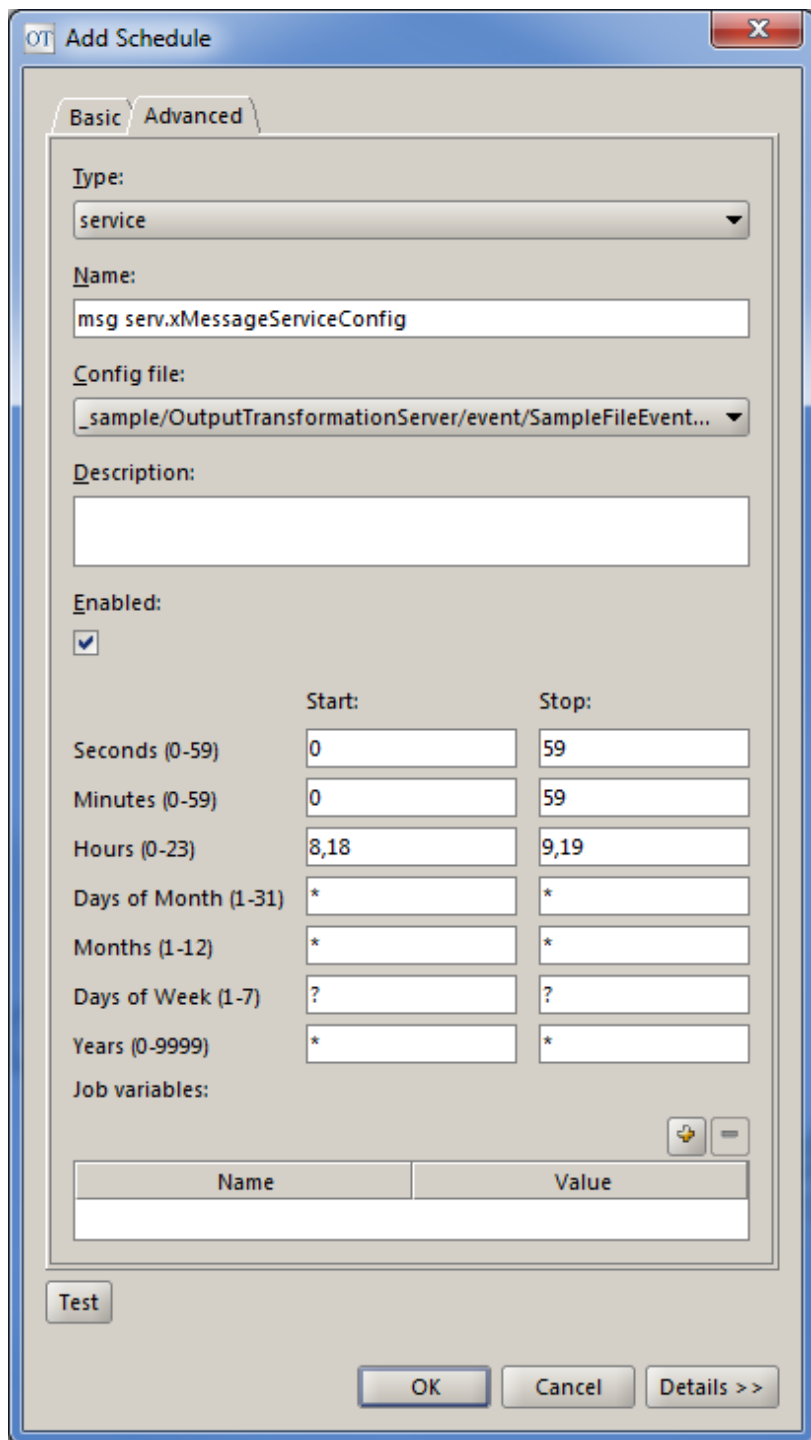 OT Add Schedule
Basic Advanced
Type:
service
Name:
msg serv.xMessageServiceConfig
Config file:
_sample/OutputTransformationServer/event/SampleFileEvent...
Description:
Enabled:
Start: Stop:
Seconds (0-59) 0 59
Minutes (0-59) 0 59
Hours (0-23) 8,18 9,19
Days of Month (1-31) * *
Months (1-12) * *
Days of Week (1-7) ? ?
Years (0-9999) * *
Job variables:
Name Value
Test
OK Cancel Details >>